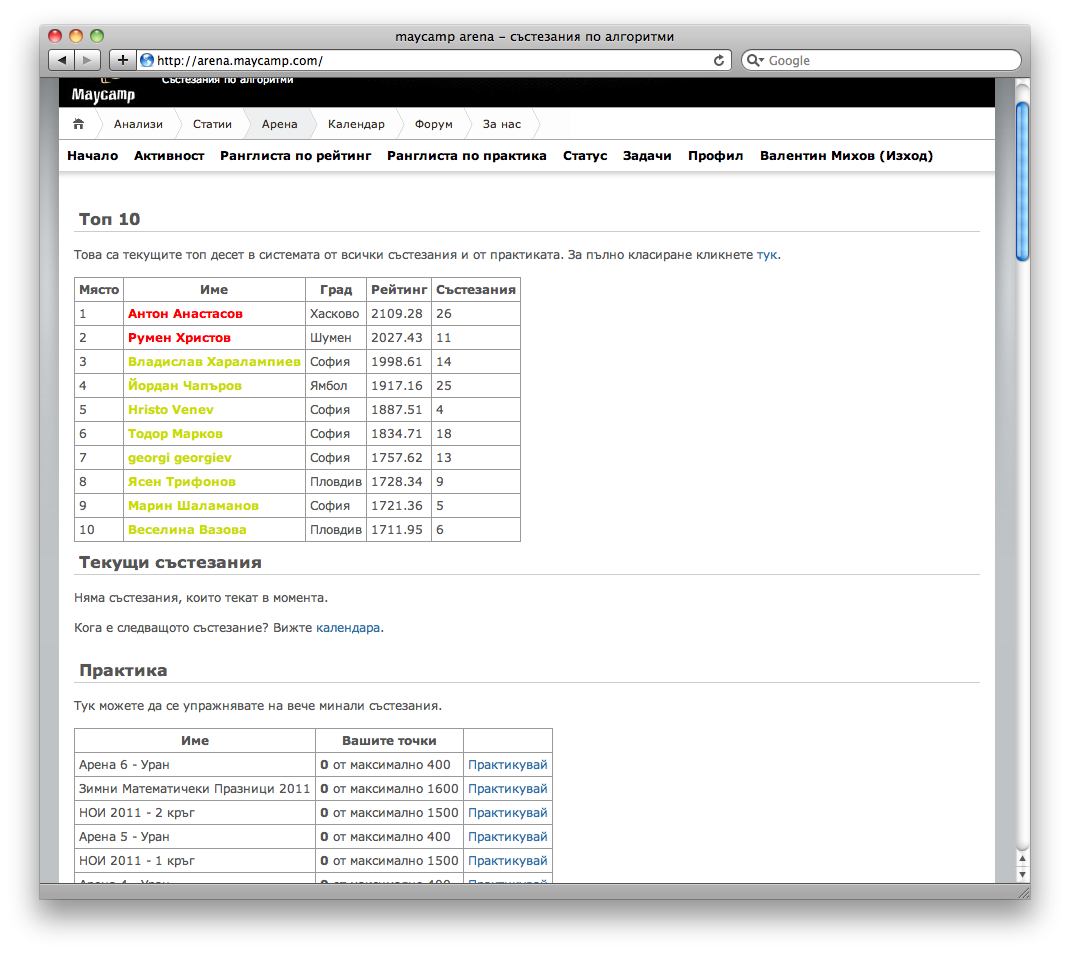 maycamp arena – състезания по алгоритми
http://arena.maycamp.com/
Google
Състезания по алгоритми
Maycamp
Анализи Статии Арена Календар Форум За нас
Начало Активност Ранглиста по рейтинг Ранглиста по практика Статус Задачи Профил Валентин Михов (Изход)
Топ 10
Това са текущите топ десет в системата от всички състезания и от практиката. За пълно класиране кликнете тук.
Място Име Град Рейтинг Състезания
1 Антон Анастасов Хасково 2109.28 26
2 Румен Христов Шумен 2027.43 11
3 Владислав Харалампиев София 1998.61 14
4 Йордан Чапъров Ямбол 1917.16 25
5 Hristo Venev София 1887.51 4
6 Тодор Марков София 1834.71 18
7 georgi georgiev София 1757.62 13
8 Ясен Трифонов Пловдив 1728.34 9
9 Марин Шаламанов София 1721.36 5
10 Веселина Вазова Пловдив 1711.95 6
Текущи състезания
Няма състезания, които текат в момента.
Кога е следващото състезание? Вижте календара.
Практика
Тук можете да се упражнявате на вече минали състезания.
Име Вашите точки
Арена 6 - Уран 0 от максимално 400 Практикувай
Зимни Математичеки Празници 2011 0 от максимално 1600 Практикувай
НОИ 2011 - 2 кръг 0 от максимално 1500 Практикувай
Арена 5 - Уран 0 от максимално 400 Практикувай
НОИ 2011 - 1 кръг 0 от максимално 1500 Практикувай